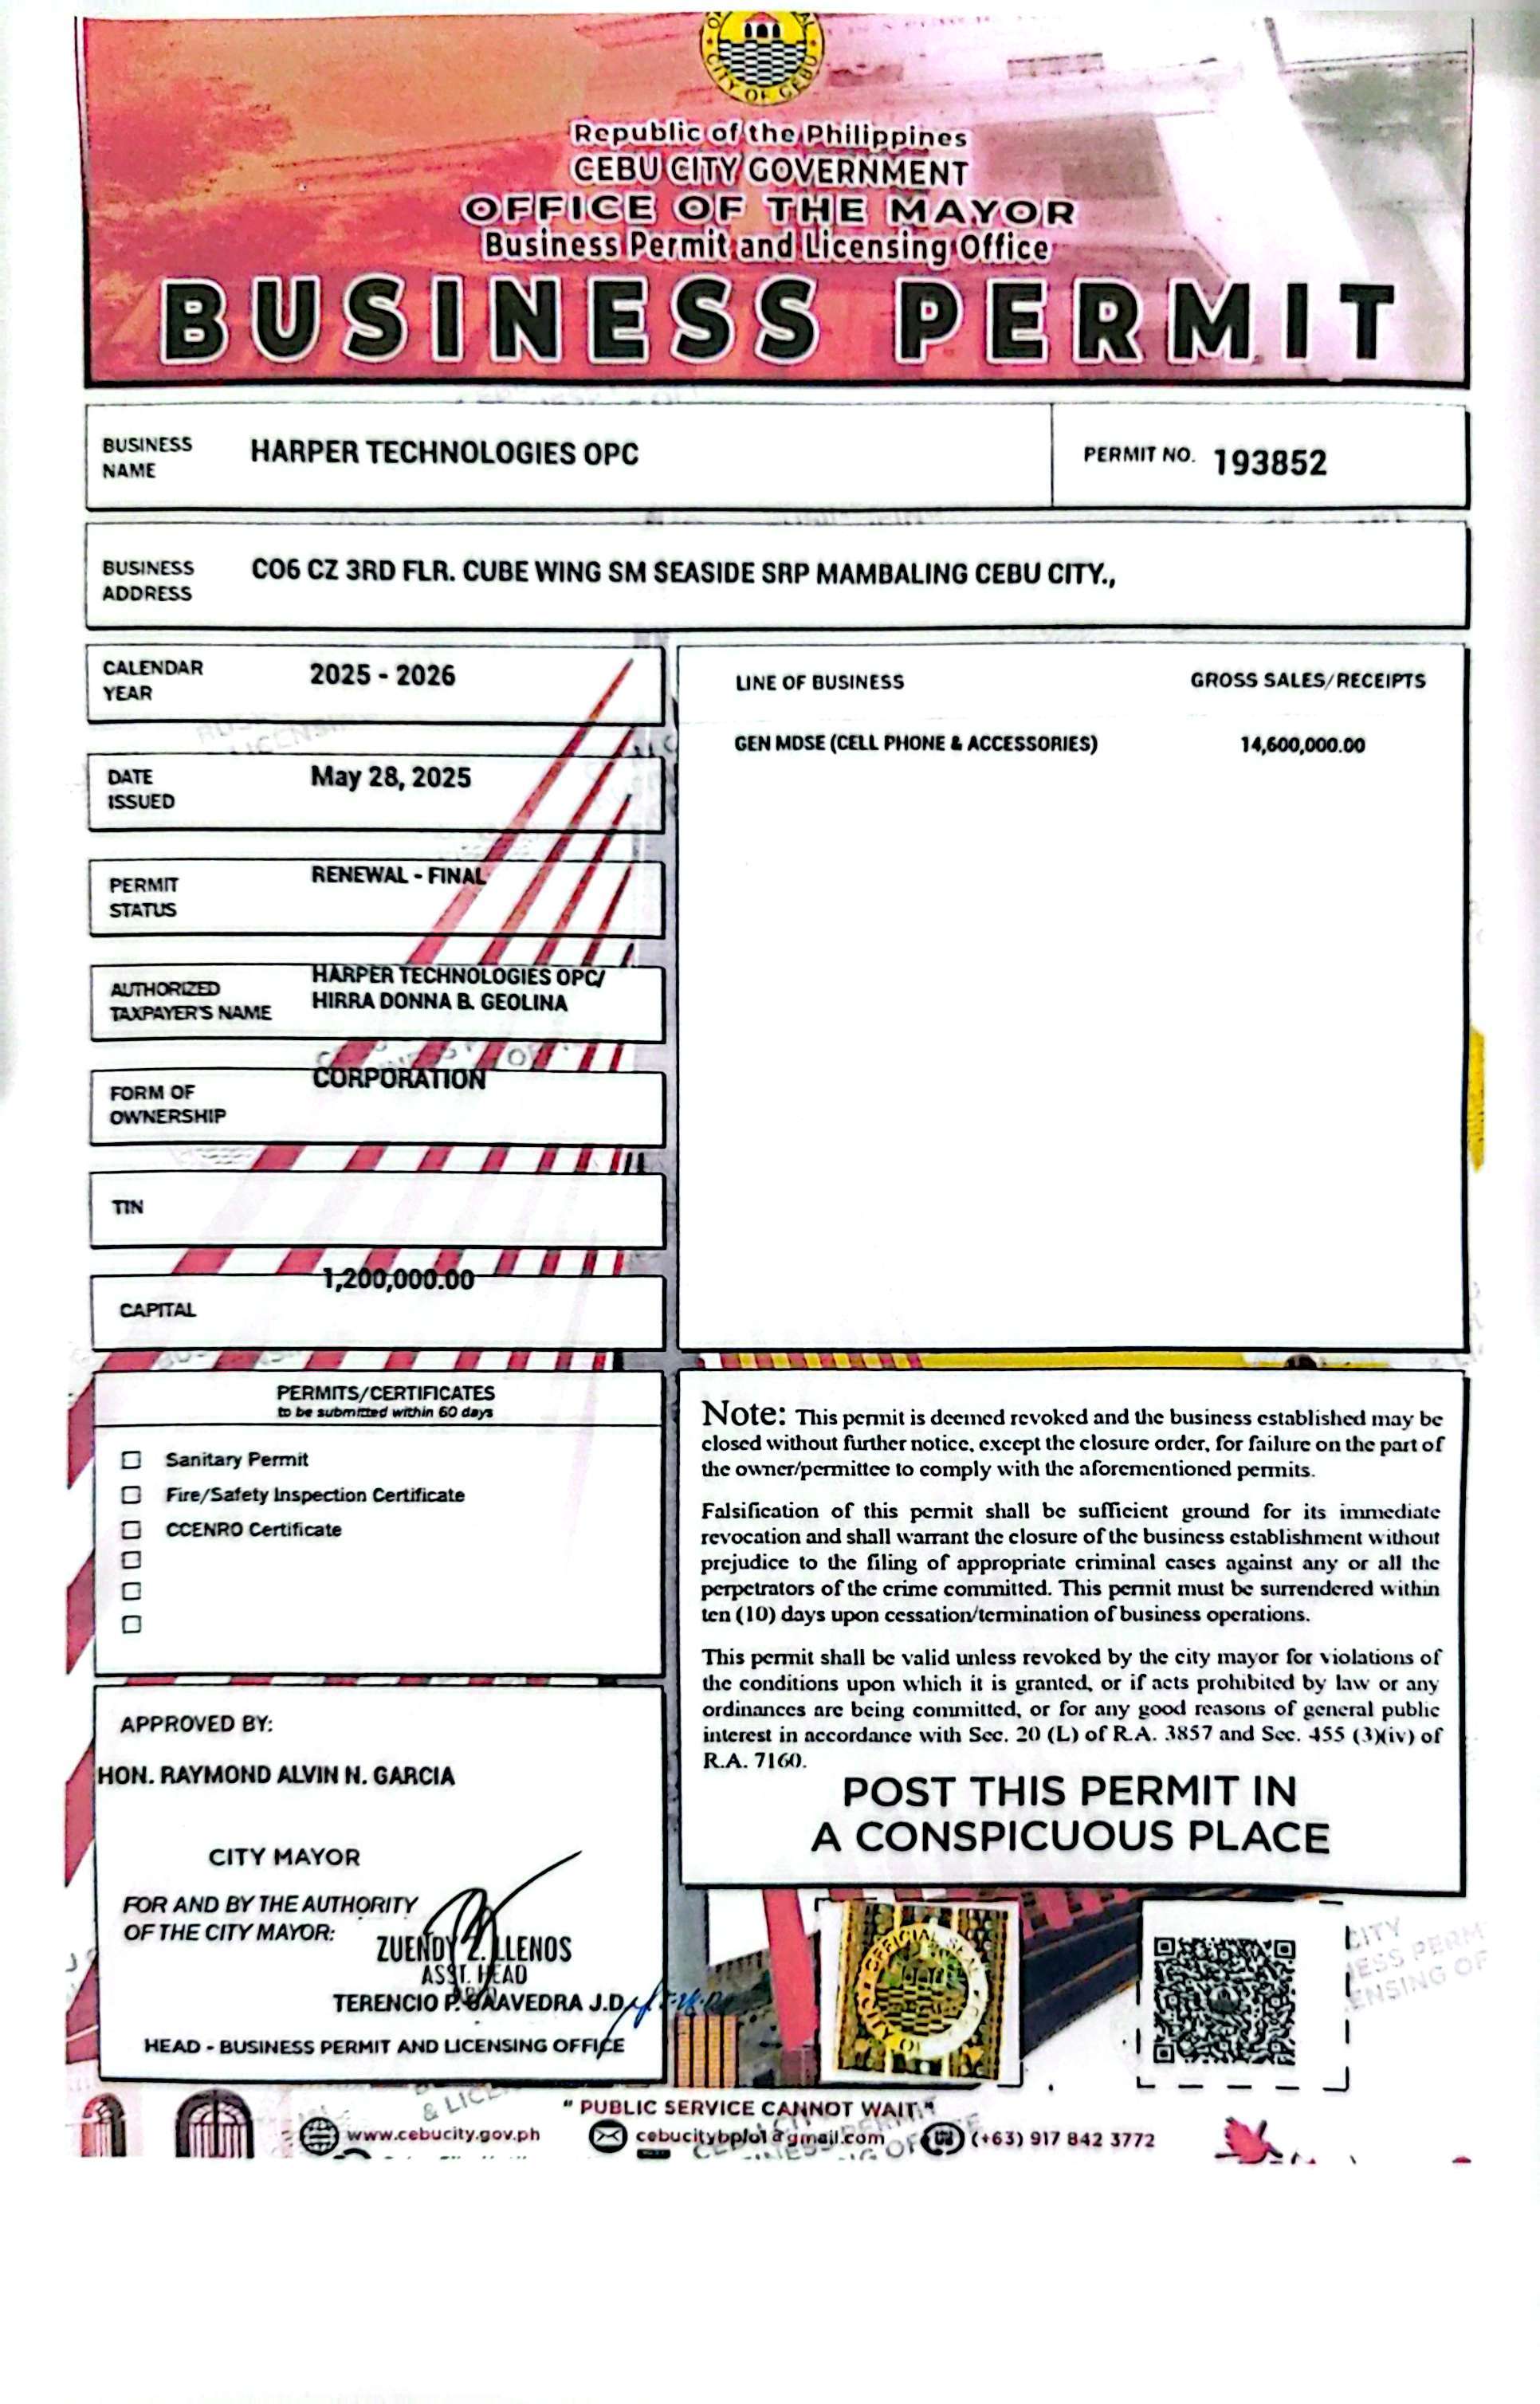 CITY OF CEBU
Republic of the Philippines
CEBU CITY GOVERNMENT
OFFICE OF THE MAYOR
Business Permit and Licensing Office
BUSINESS PERMIT
BUSINESS NAME
HARPER TECHNOLOGIES OPC
PERMIT NO. 193852
BUSINESS ADDRESS
CO6 CZ 3RD FLR. CUBE WING SM SEASIDE SRP MAMBALING CEBU CITY.,
CALENDAR YEAR
2025 - 2026
DATE ISSUED
May 28, 2025
PERMIT STATUS
RENEWAL - FINAL
AUTHORIZED TAXPAYER'S NAME
HARPER TECHNOLOGIES OPC/
HIRRA DONNA B. GEOLINA
FORM OF OWNERSHIP
CORPORATION
TIN
CAPITAL
1,200,000.00
LINE OF BUSINESS
GROSS SALES/RECEIPTS
GEN MDSE (CELL PHONE & ACCESSORIES)
14,600,000.00
PERMITS/CERTIFICATES
to be submitted within 60 days
Sanitary Permit
Fire/Safety Inspection Certificate
CCENRO Certificate
Note: This permit is deemed revoked and the business established may be
closed without further notice, except the closure order, for failure on the part of
the owner/permittee to comply with the aforementioned permits.
Falsification of this permit shall be sufficient ground for its immediate
revocation and shall warrant the closure of the business establishment without
prejudice to the filing of appropriate criminal cases against any or all the
perpetrators of the crime committed. This permit must be surrendered within
ten (10) days upon cessation/termination of business operations.
This permit shall be valid unless revoked by the city mayor for violations of
the conditions upon which it is granted, or if acts prohibited by law or any
ordinances are being committed, or for any good reasons of general public
interest in accordance with Sec. 20 (L) of R.A. 3857 and Sec. 455 (3)(iv) of
R.A. 7160.
POST THIS PERMIT IN
A CONSPICUOUS PLACE
APPROVED BY:
HON. RAYMOND ALVIN N. GARCIA
CITY MAYOR
FOR AND BY THE AUTHORITY
OF THE CITY MAYOR:
ZUENDY Z. LLENOS
ASST. HEAD
TERENCIO P. SAAVEDRA J.D.
HEAD - BUSINESS PERMIT AND LICENSING OFFICE
OFFICIAL SEAL
" PUBLIC SERVICE CANNOT WAIT "
www.cebucity.gov.ph
cebucitybplo1@gmail.com
(+63) 917 842 3772